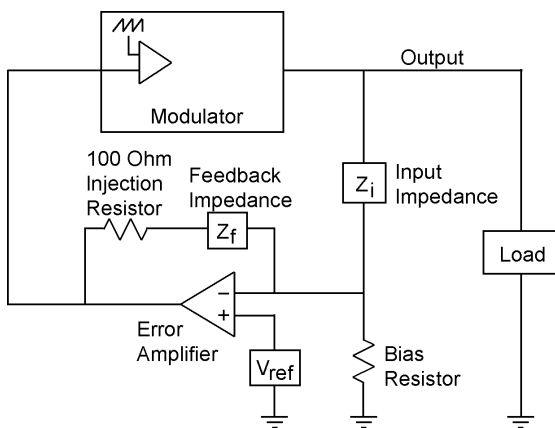 Modulator
Output
100 Ohm
Injection
Resistor
Feedback
Impedance
Zf
Zi
Input
Impedance
Load
−
+
Error
Amplifier
Vref
Bias
Resistor